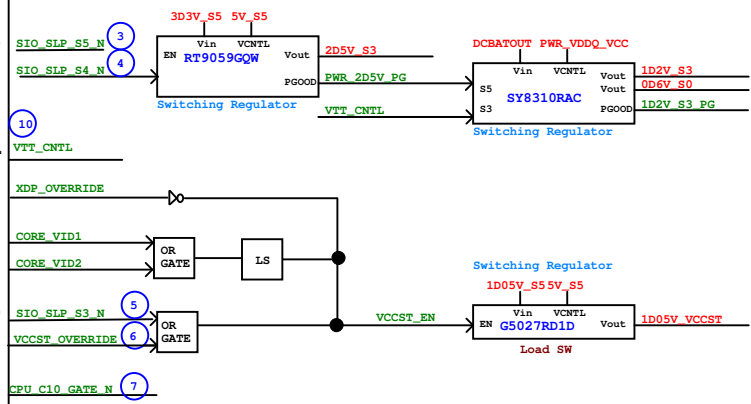 3D3V_S5 5V_S5
SIO_SLP_S5_N 3
Vin VCNTL
EN RT9059GQW Vout 2D5V_S3
SIO_SLP_S4_N 4
PGOOD PWR_2D5V_PG
Switching Regulator
DCBATOUT PWR_VDDQ_VCC
Vin VCNTL
Vout 1D2V_S3
S5 Vout 0D6V_S0
SY8310RAC
S3 PGOOD 1D2V_S3_PG
VTT_CNTL
Switching Regulator
10
VTT_CNTL
XDP_OVERRIDE
CORE_VID1
OR
GATE
LS
CORE_VID2
Switching Regulator
1D05V_S5 5V_S5
SIO_SLP_S3_N 5
OR
GATE
VCCST_OVERRIDE 6
VCCST_EN
Vin VCNTL
EN G5027RD1D Vout 1D05V_VCCST
Load SW
CPU_C10_GATE_N 7